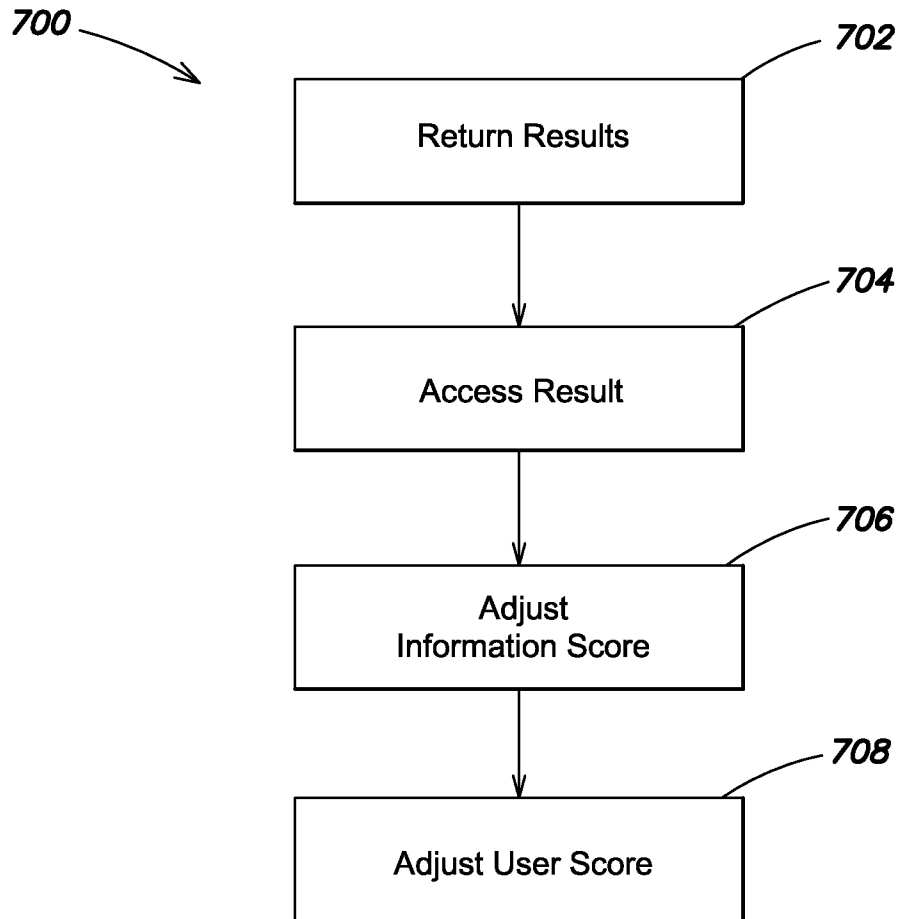 700
702
Return Results
704
Access Result
706
Adjust
Information Score
708
Adjust User Score